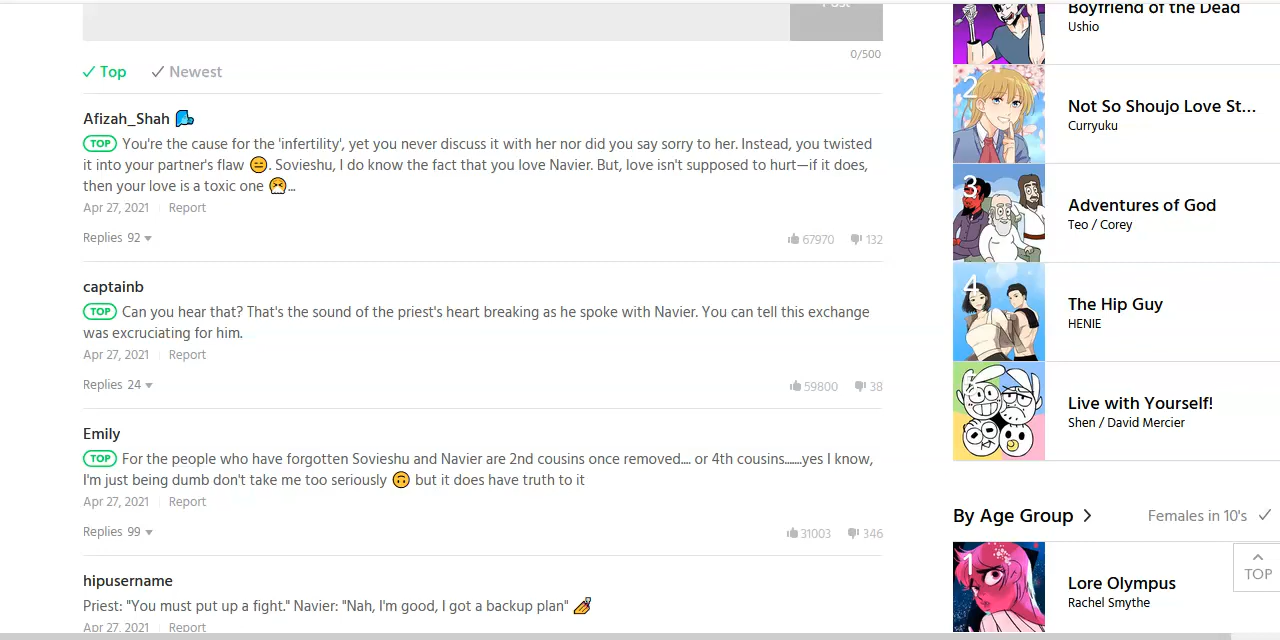 Post
0/500
Top
Newest
Afizah_Shah
TOP You're the cause for the 'infertility', yet you never discuss it with her nor did you say sorry to her. Instead, you twisted
it into your partner's flaw 😑. Sovieshu, I do know the fact that you love Navier. But, love isn't supposed to hurt—if it does,
then your love is a toxic one 😷...
Apr 27, 2021 Report
Replies 92
67970 132
captainb
TOP Can you hear that? That's the sound of the priest's heart breaking as he spoke with Navier. You can tell this exchange
was excruciating for him.
Apr 27, 2021 Report
Replies 24
59800 38
Emily
TOP For the people who have forgotten Sovieshu and Navier are 2nd cousins once removed.... or 4th cousins.......yes I know,
I'm just being dumb don't take me too seriously 🙃 but it does have truth to it
Apr 27, 2021 Report
Replies 99
31003 346
hipusername
Priest: "You must put up a fight." Navier: "Nah, I'm good, I got a backup plan" 💅
Apr 27, 2021 Report
Boyfriend of the Dead
Ushio
2
Not So Shoujo Love St...
Curryuku
3
Adventures of God
Teo / Corey
4
The Hip Guy
HENIE
Live with Yourself!
Shen / David Mercier
By Age Group
Females in 10's
1
Lore Olympus
Rachel Smythe
TOP